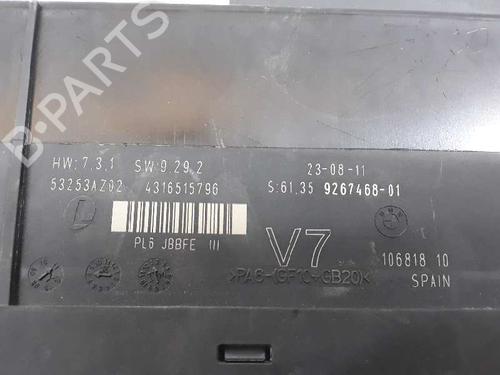 HW:7.3.1 SW:9.29.2 23-08-11
53253AZ02 4316515796 S:61.35 9267468-01
L
PL6 JBBFE III
V7
106818 10
>PA6-(GF10+GB20)<
SPAIN
B-PARTS